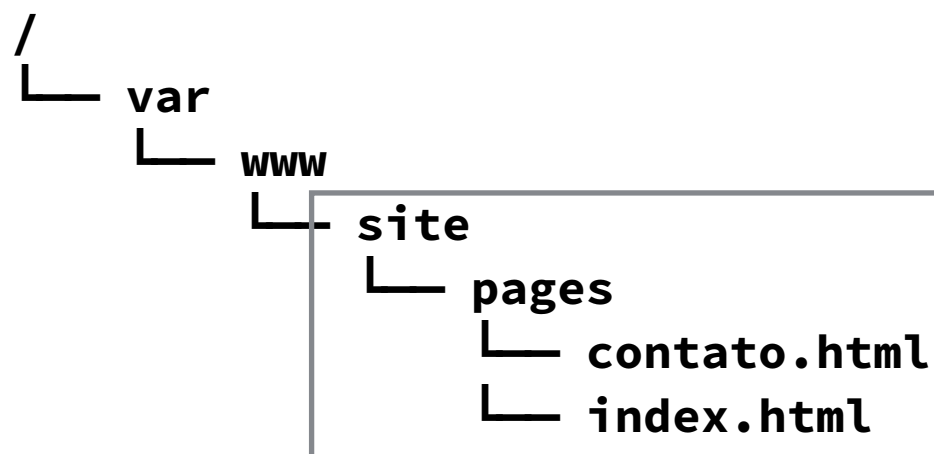 /
└── var
└── www
└── site
└── pages
└── contato.html
└── index.html